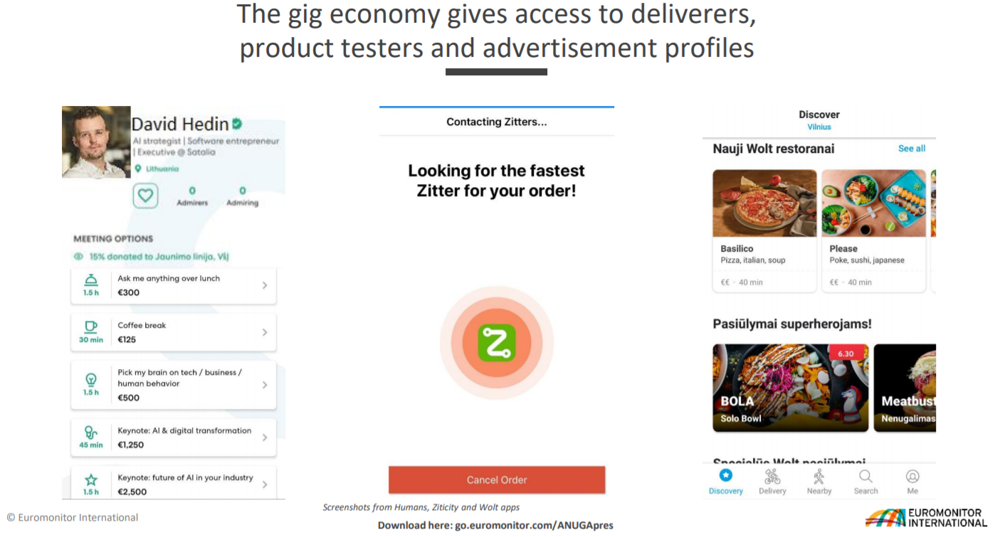 The gig economy gives access to deliverers,
product testers and advertisement profiles
David Hedin
AI strategist | Software entrepreneur
| Executive @ Satalia
Lithuania
0
Admirers
0
Admiring
MEETING OPTIONS
15% donated to Jaunimo linija, VšĮ
1.5 h
Ask me anything over lunch
€300
30 min
Coffee break
€125
1.5 h
Pick my brain on tech / business /
human behavior
€500
45 min
Keynote: AI & digital transformation
€1,250
1.5 h
Keynote: future of AI in your industry
€2,500
Contacting Zitters...
Looking for the fastest
Zitter for your order!
Cancel Order
Discover
Vilnius
Nauji Wolt restoranai
See all
Basilico
Pizza, italian, soup
€€ · 40 min
Please
Poke, sushi, japanese
€€ · 40 min
Pasiūlymai superherojams!
6.30
BOLA
Solo Bowl
Meatbust
Nenugalimas
Specialūs Wolt pasiūlymai
Discovery
Delivery
Nearby
Search
Me
Screenshots from Humans, Ziticity and Wolt apps
Download here: go.euromonitor.com/ANUGApres
© Euromonitor International
EUROMONITOR
INTERNATIONAL